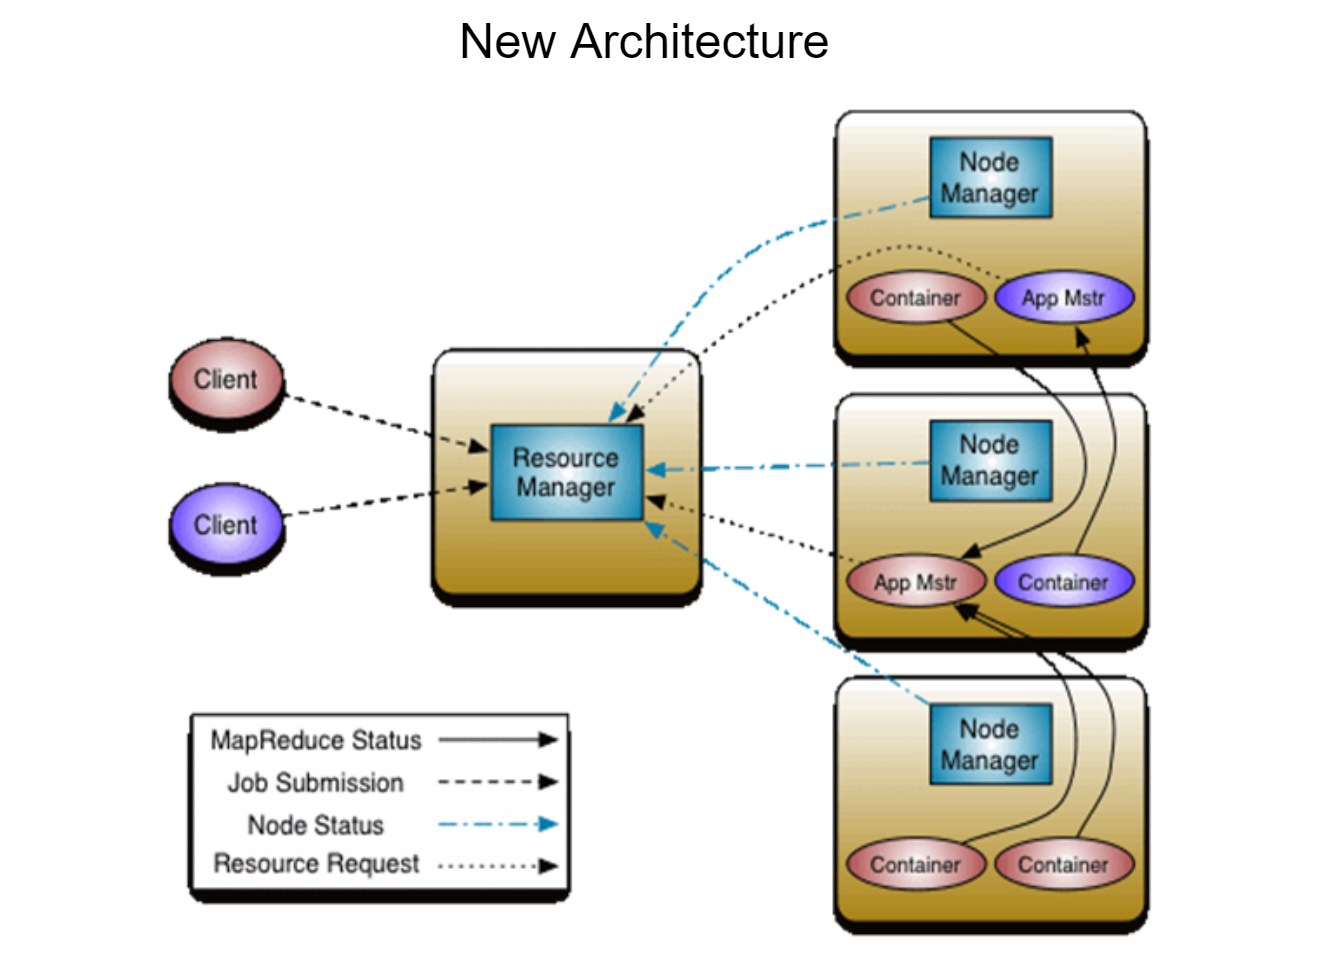 New Architecture
Node
Manager
Container
App Mstr
Client
Client
Resource
Manager
Node
Manager
App Mstr
Container
Node
Manager
Container
Container
MapReduce Status
Job Submission
Node Status
Resource Request